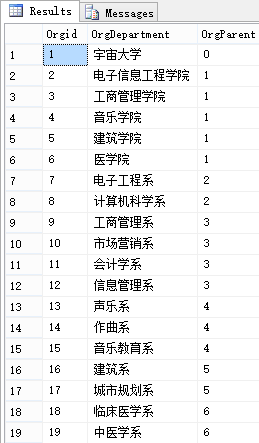 Results Messages
Orgid OrgDepartment OrgParent
1 1 宇宙大学 0
2 2 电子信息工程学院 1
3 3 工商管理学院 1
4 4 音乐学院 1
5 5 建筑学院 1
6 6 医学院 1
7 7 电子工程系 2
8 8 计算机科学系 2
9 9 工商管理系 3
10 10 市场营销系 3
11 11 会计学系 3
12 12 信息管理系 3
13 13 声乐系 4
14 14 作曲系 4
15 15 音乐教育系 4
16 16 建筑系 5
17 17 城市规划系 5
18 18 临床医学系 6
19 19 中医学系 6